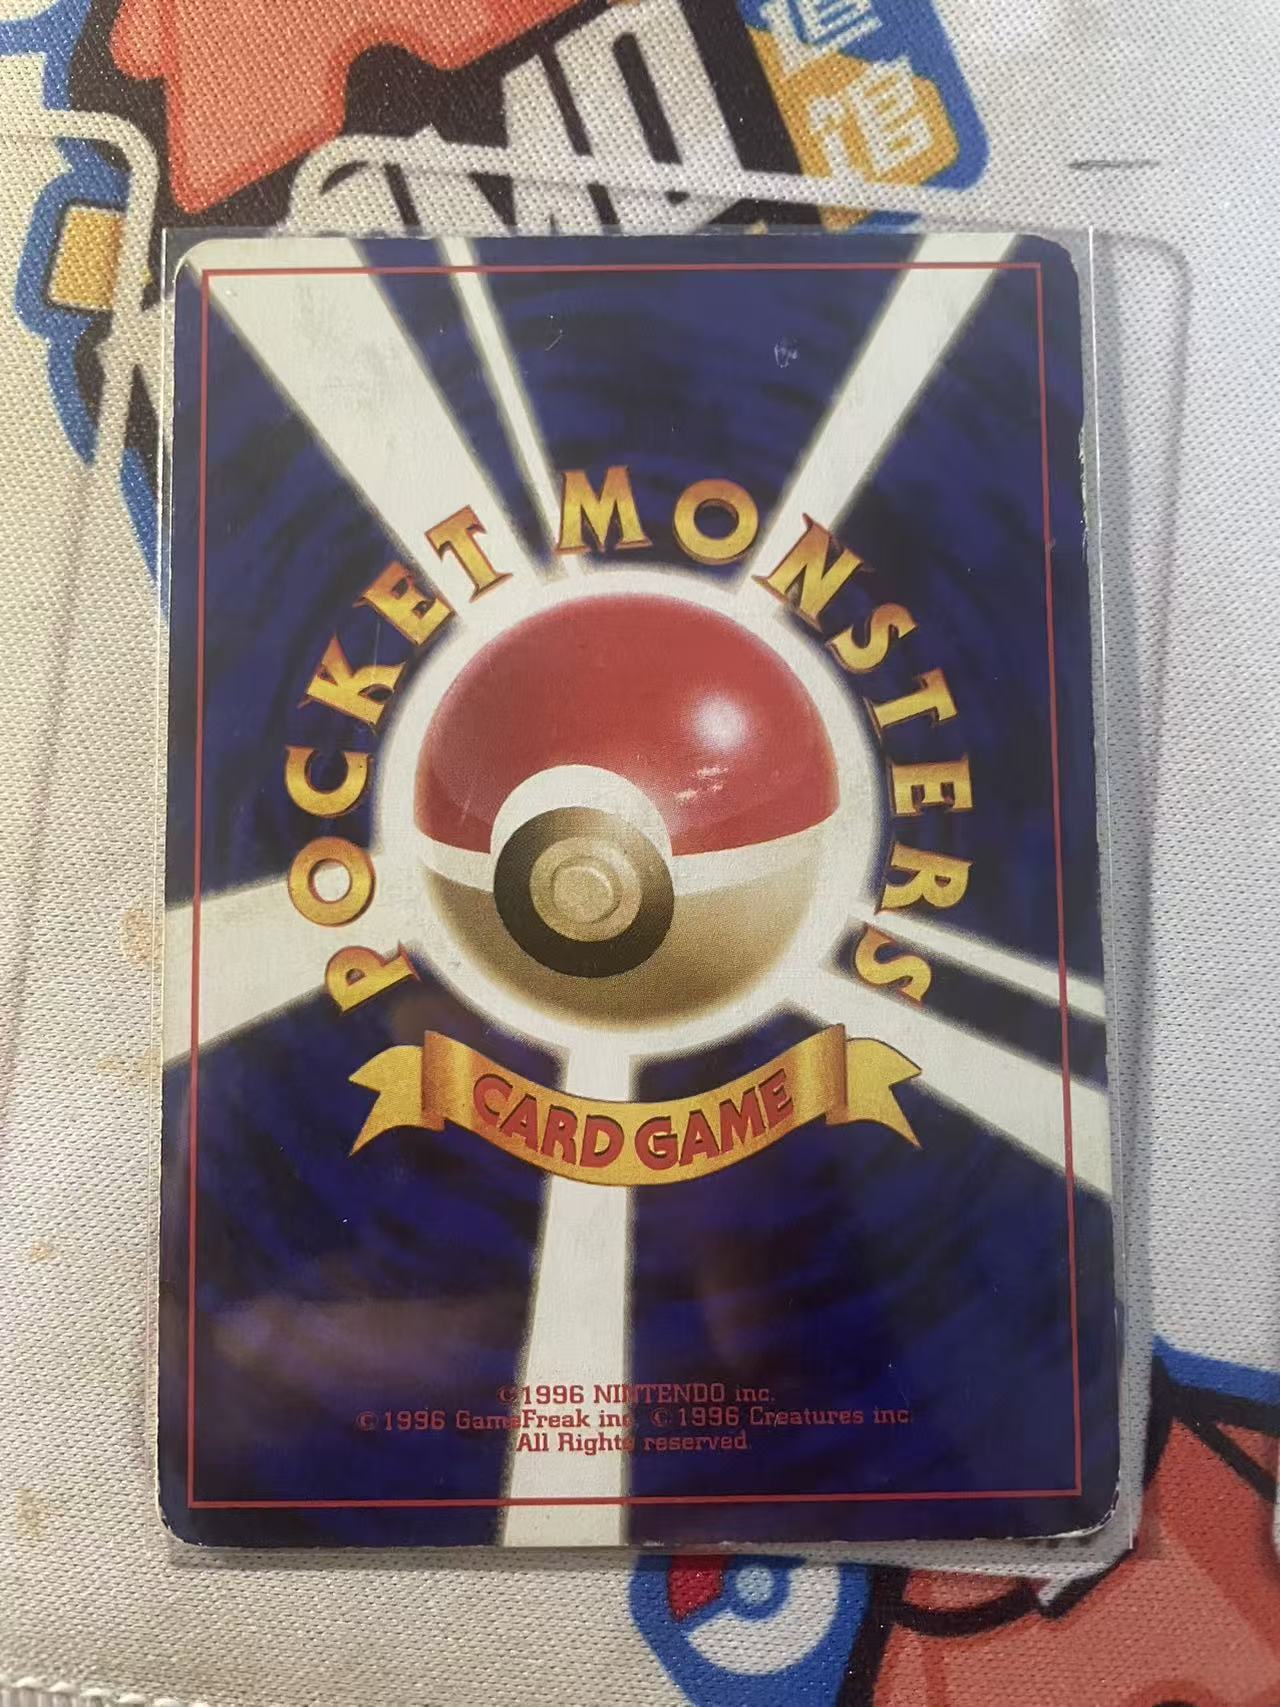 POCKET MONSTERS
CARD GAME
©1996 NINTENDO inc.
©1996 GameFreak inc. ©1996 Creatures inc.
All Rights reserved.